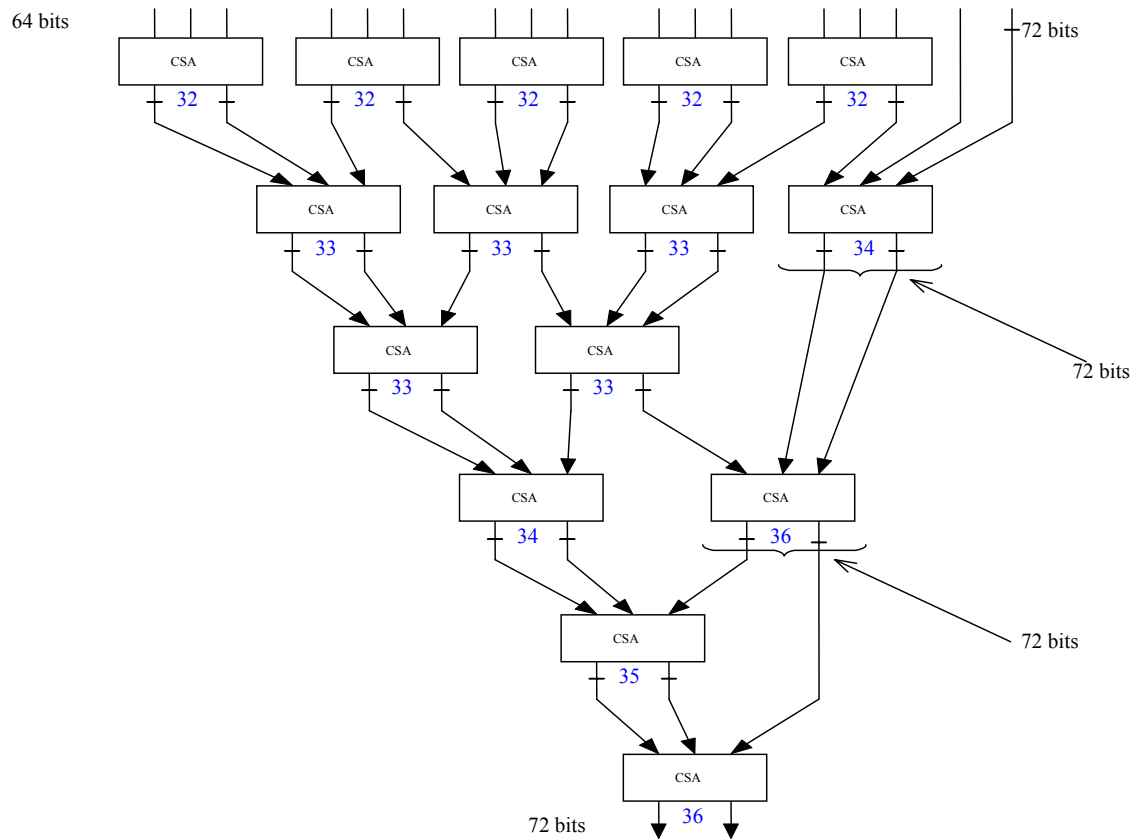 64 bits
72 bits
CSA CSA CSA CSA CSA
32 32 32 32 32
CSA CSA CSA CSA
33 33 33 34
72 bits
CSA CSA
33 33
CSA CSA
34 36
72 bits
CSA
35
CSA
36
72 bits